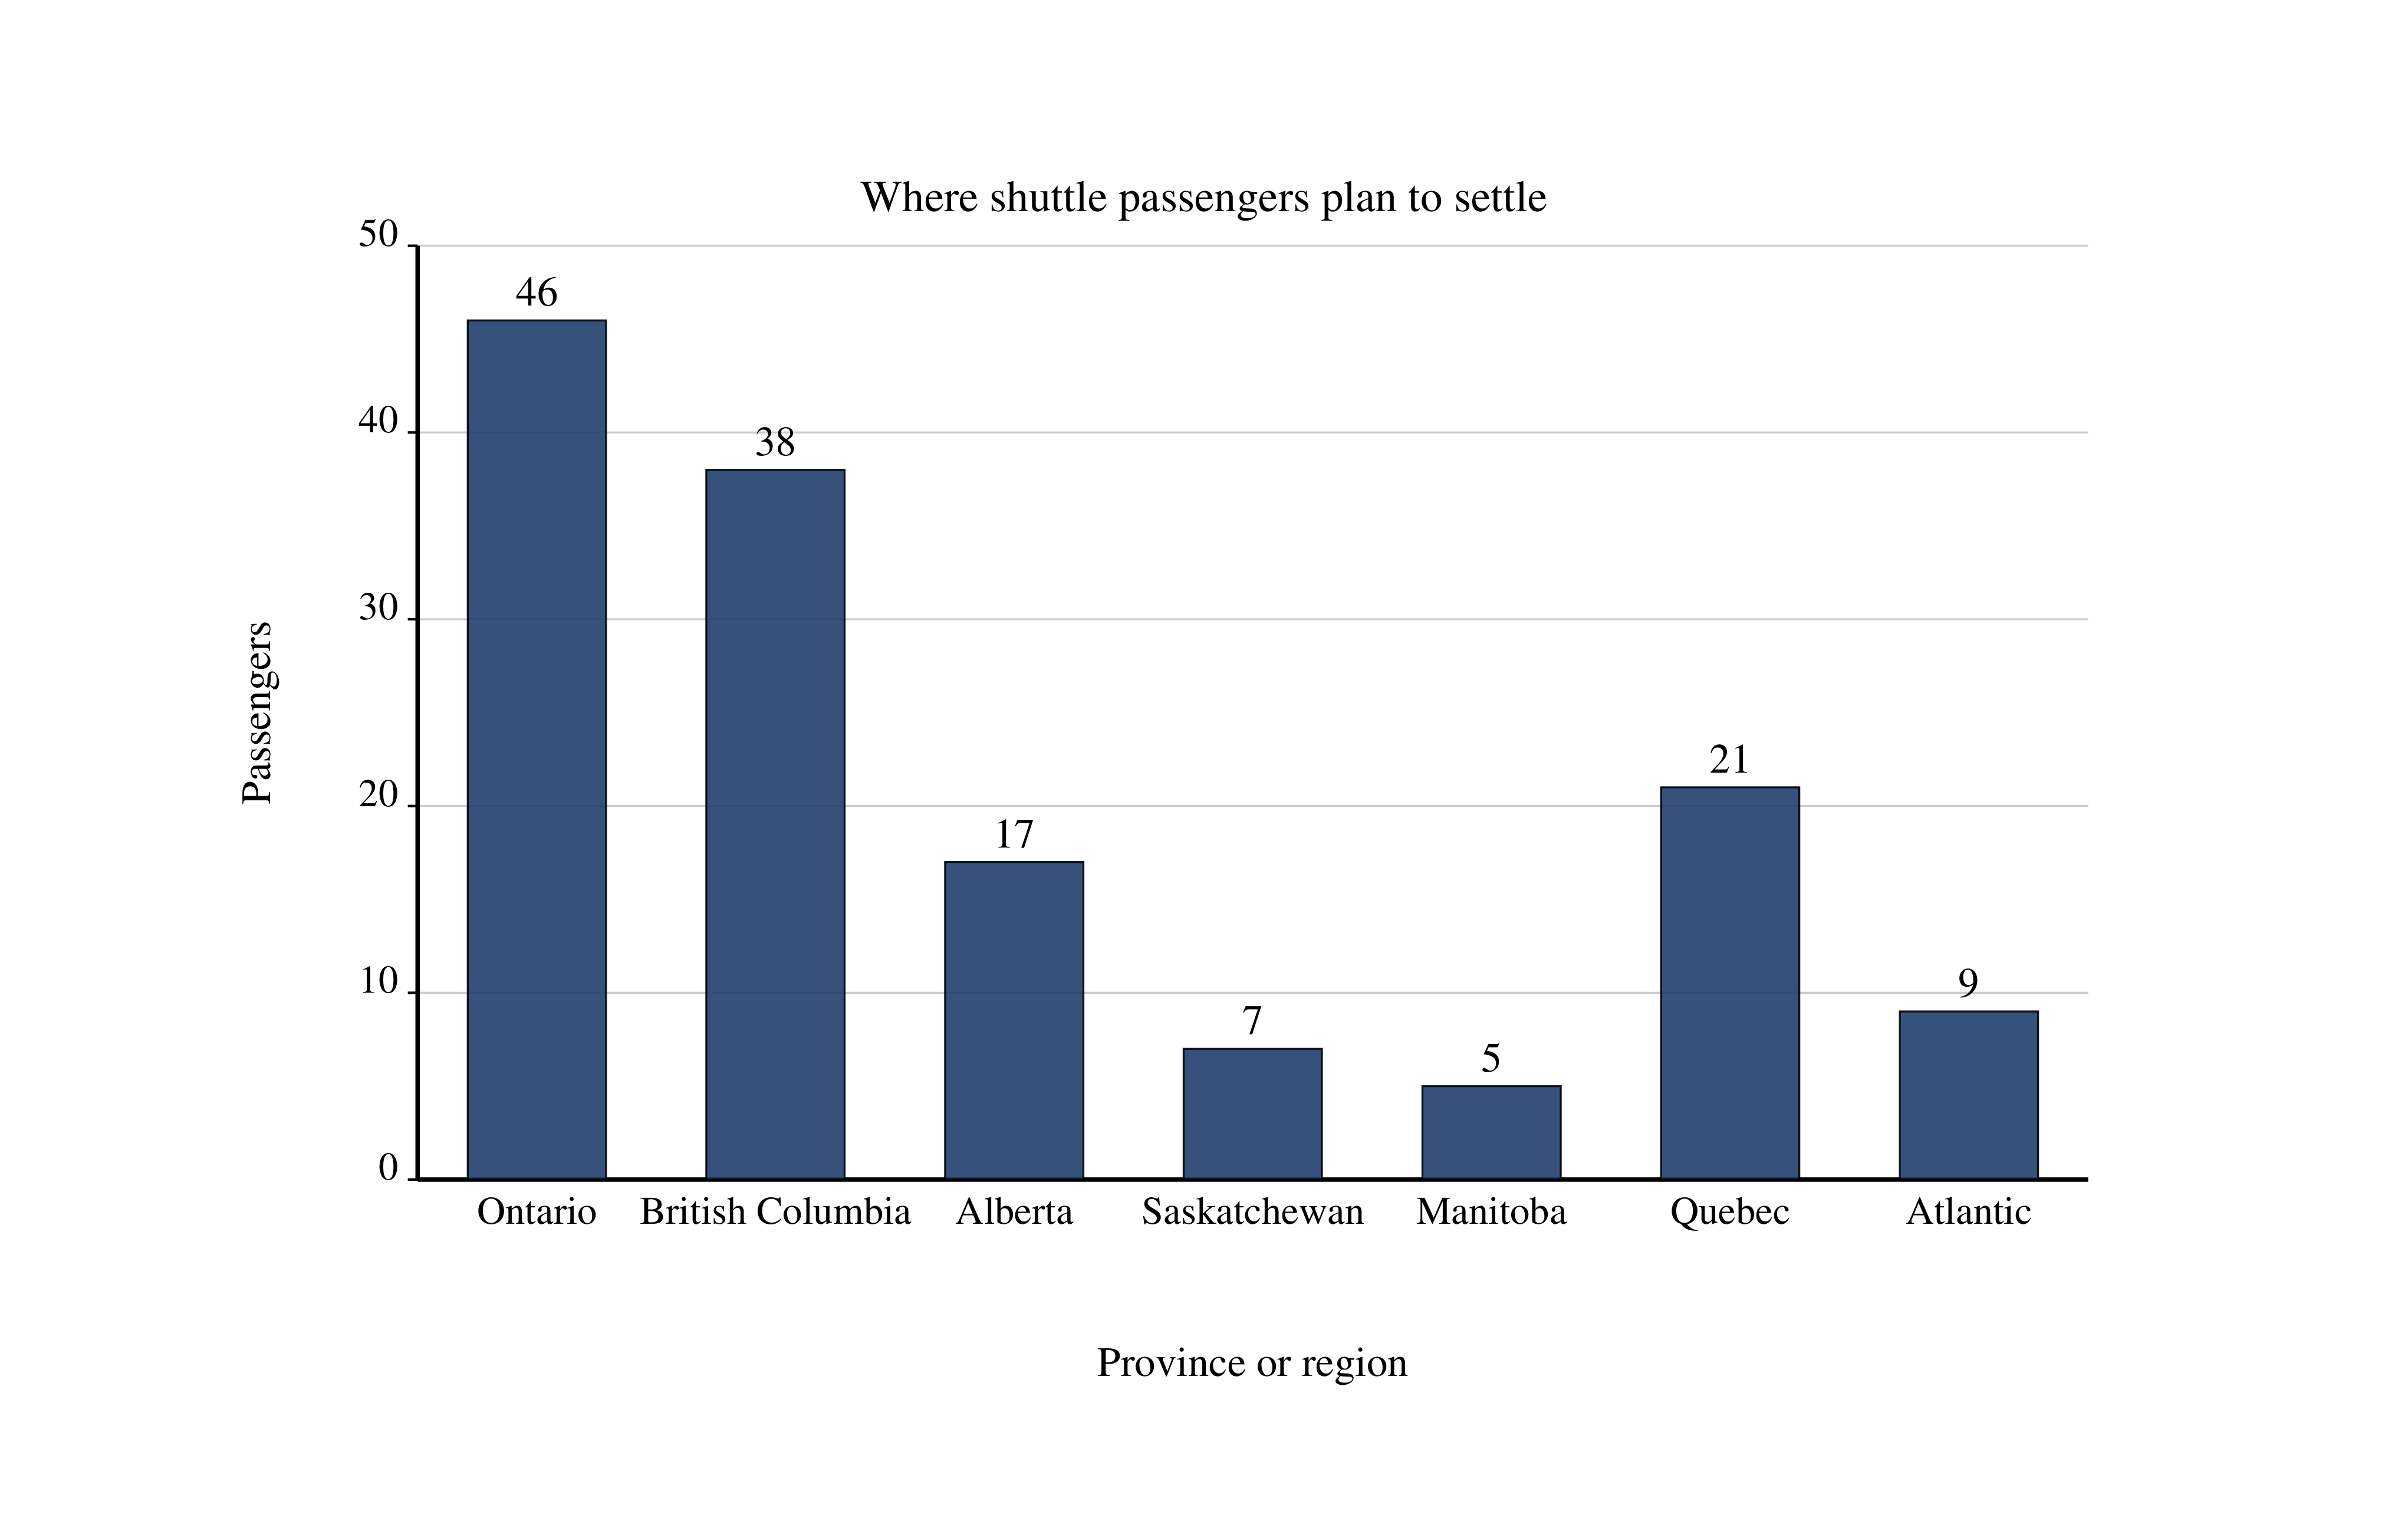 Where shuttle passengers plan to settle
50
40
30
20
10
0
Passengers
46
38
17
7
5
21
9
Ontario
British Columbia
Alberta
Saskatchewan
Manitoba
Quebec
Atlantic
Province or region